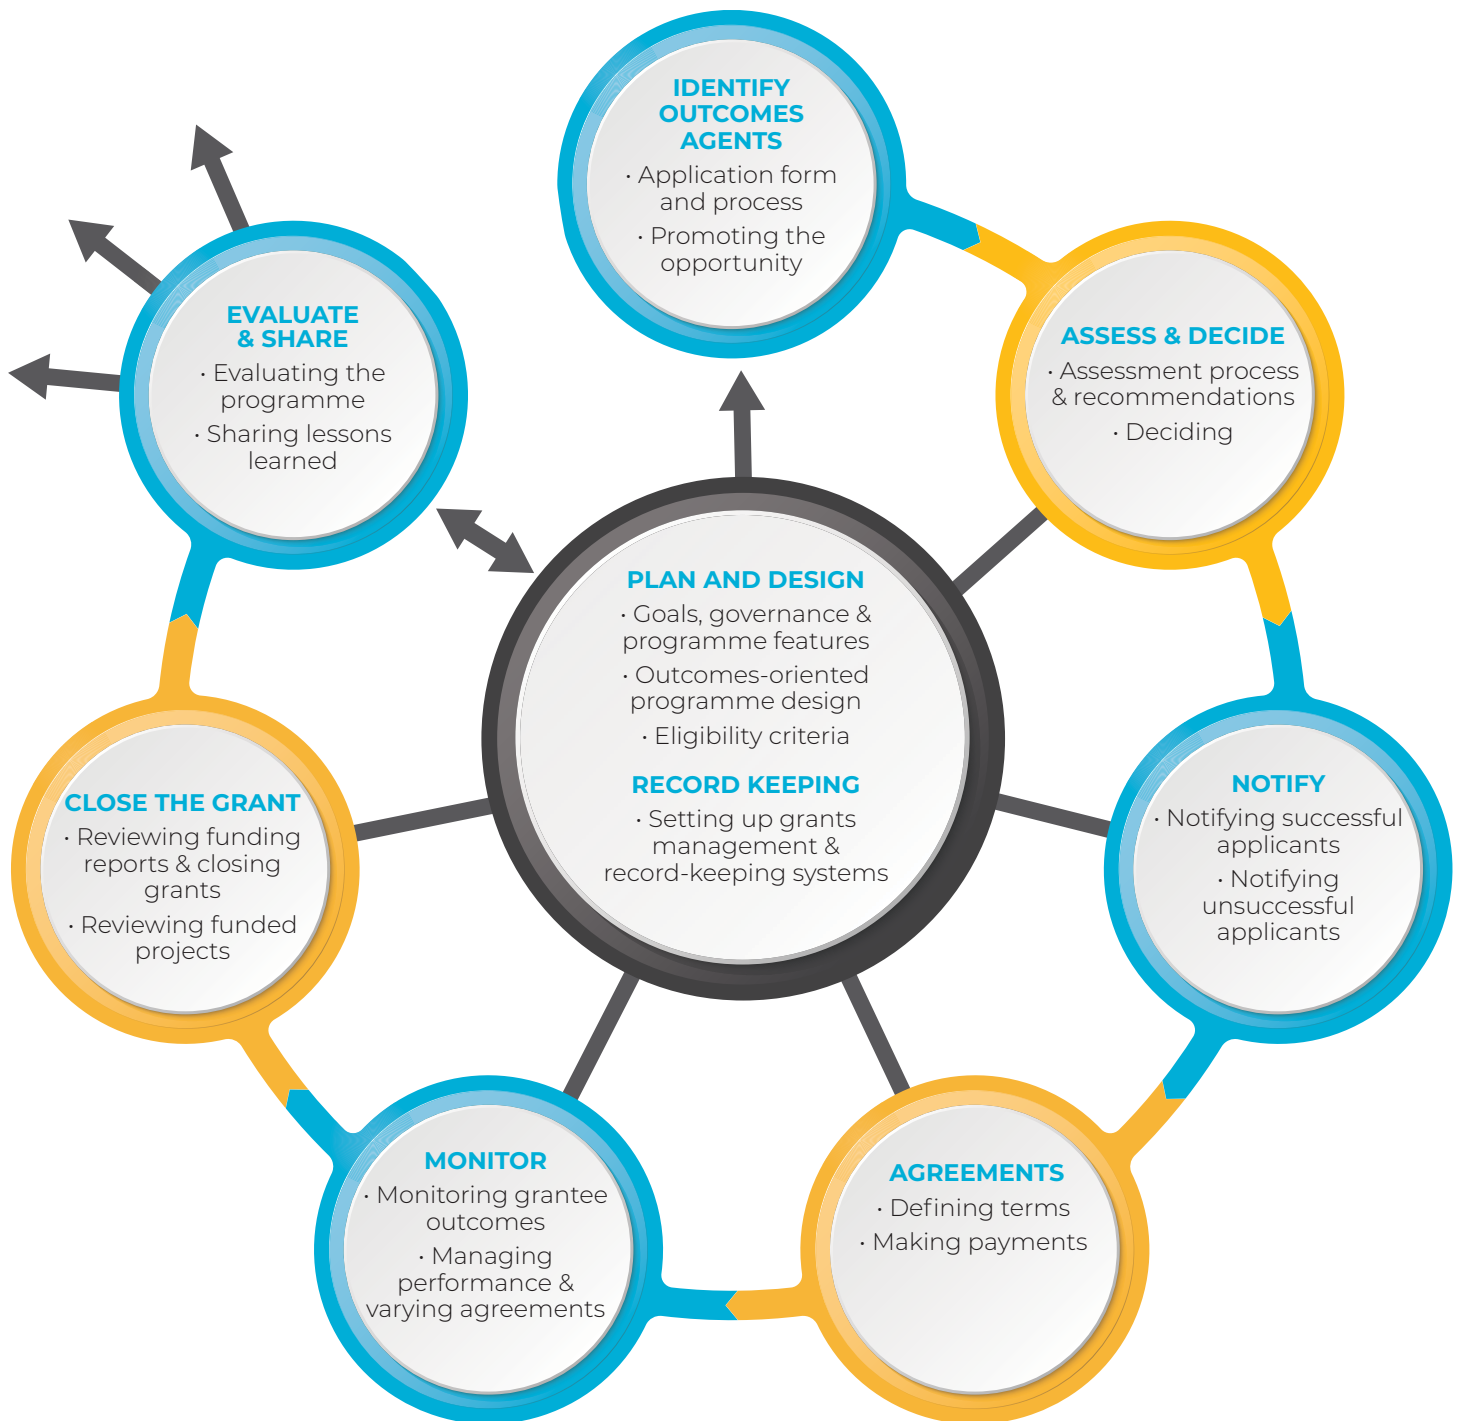 IDENTIFY
OUTCOMES
AGENTS
· Application form
and process
· Promoting the
opportunity
EVALUATE
& SHARE
· Evaluating the
programme
· Sharing lessons
learned
ASSESS & DECIDE
· Assessment process
& recommendations
· Deciding
PLAN AND DESIGN
· Goals, governance &
programme features
· Outcomes-oriented
programme design
· Eligibility criteria
RECORD KEEPING
· Setting up grants
management &
record-keeping systems
CLOSE THE GRANT
· Reviewing funding
reports & closing
grants
· Reviewing funded
projects
NOTIFY
· Notifying successful
applicants
· Notifying
unsuccessful
applicants
MONITOR
· Monitoring grantee
outcomes
· Managing
performance &
varying agreements
AGREEMENTS
· Defining terms
· Making payments